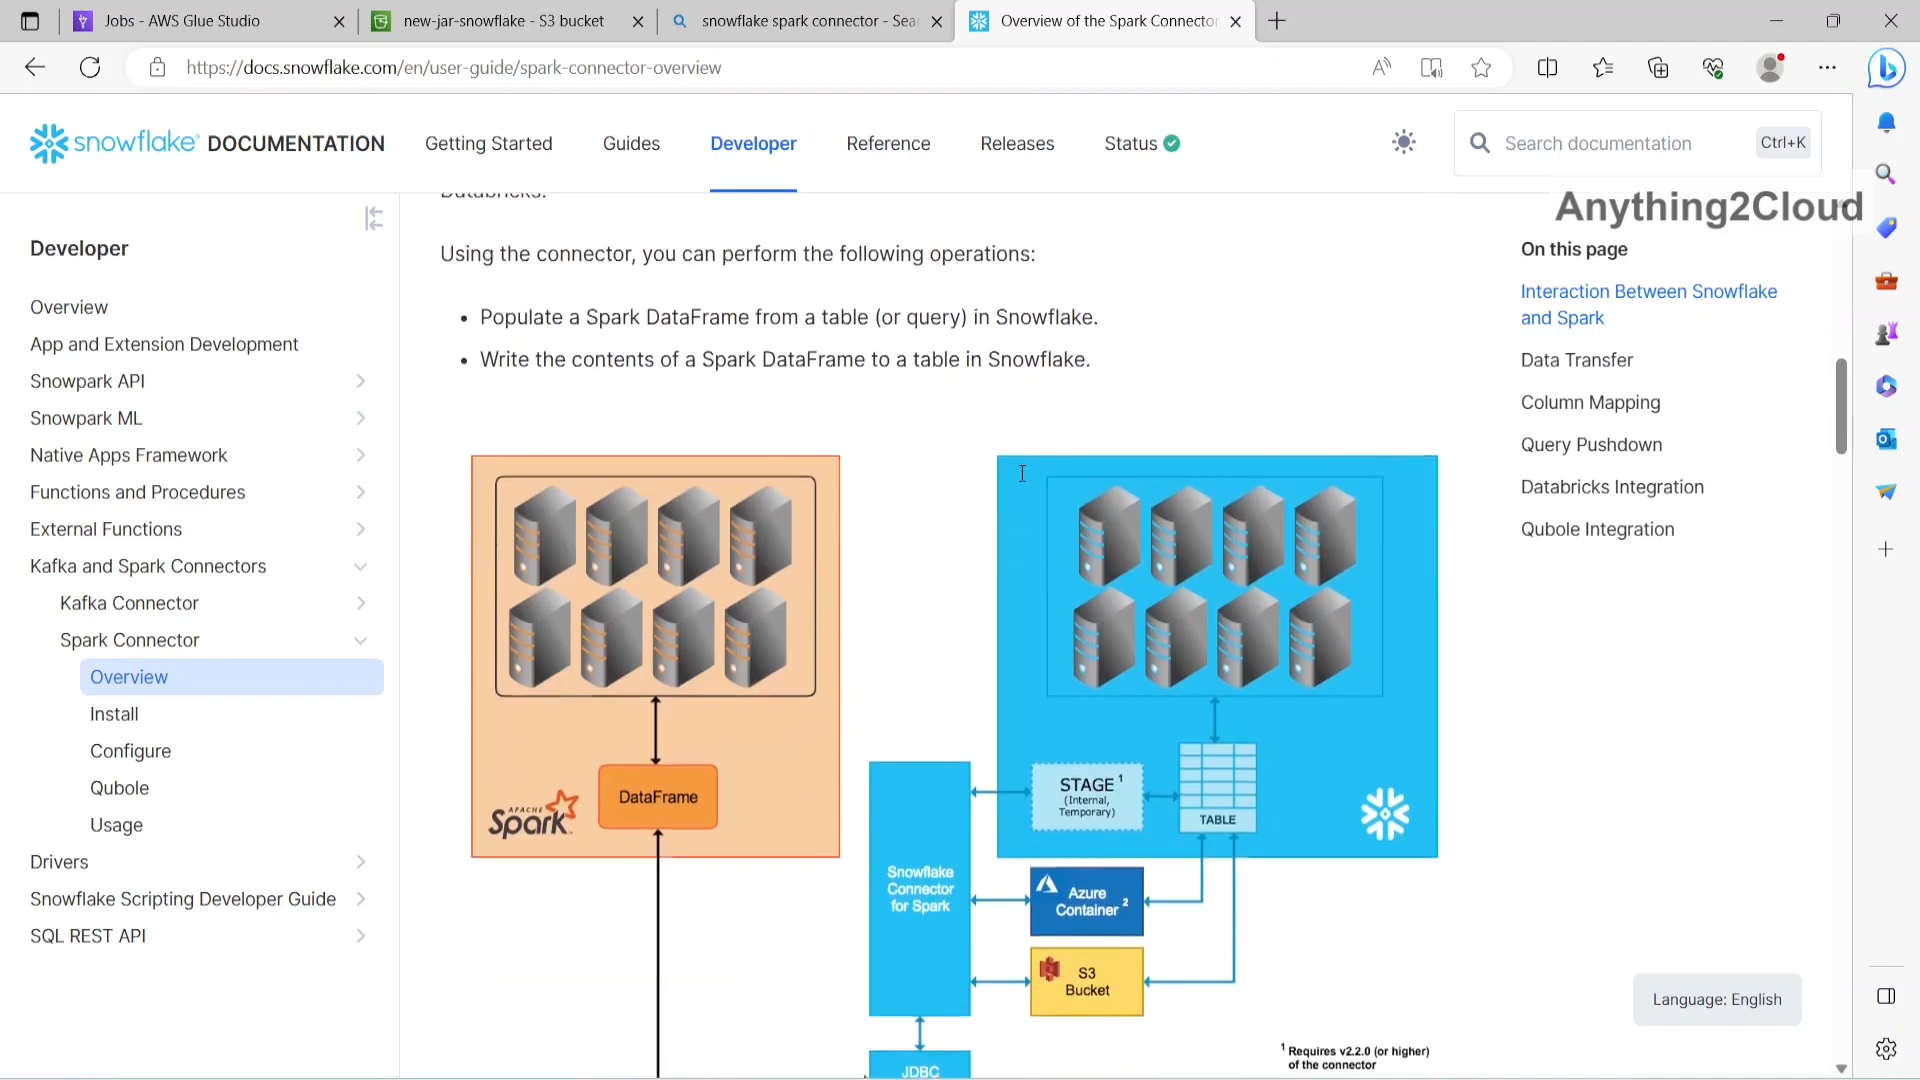 Jobs - AWS Glue Studio
new-jar-snowflake - S3 bucket
snowflake spark connector - Sea
Overview of the Spark Connector
https://docs.snowflake.com/en/user-guide/spark-connector-overview
snowflake DOCUMENTATION
Getting Started
Guides
Developer
Reference
Releases
Status
Search documentation
Ctrl+K
Anything2Cloud
Developer
Overview
App and Extension Development
Snowpark API
Snowpark ML
Native Apps Framework
Functions and Procedures
External Functions
Kafka and Spark Connectors
Kafka Connector
Spark Connector
Overview
Install
Configure
Qubole
Usage
Drivers
Snowflake Scripting Developer Guide
SQL REST API
Databricks.
Using the connector, you can perform the following operations:
• Populate a Spark DataFrame from a table (or query) in Snowflake.
• Write the contents of a Spark DataFrame to a table in Snowflake.
APACHE
Spark
DataFrame
STAGE 1
(Internal,
Temporary)
TABLE
Snowflake
Connector
for Spark
Azure
Container 2
S3
Bucket
JDBC
1 Requires v2.2.0 (or higher)
of the connector
On this page
Interaction Between Snowflake
and Spark
Data Transfer
Column Mapping
Query Pushdown
Databricks Integration
Qubole Integration
Language: English